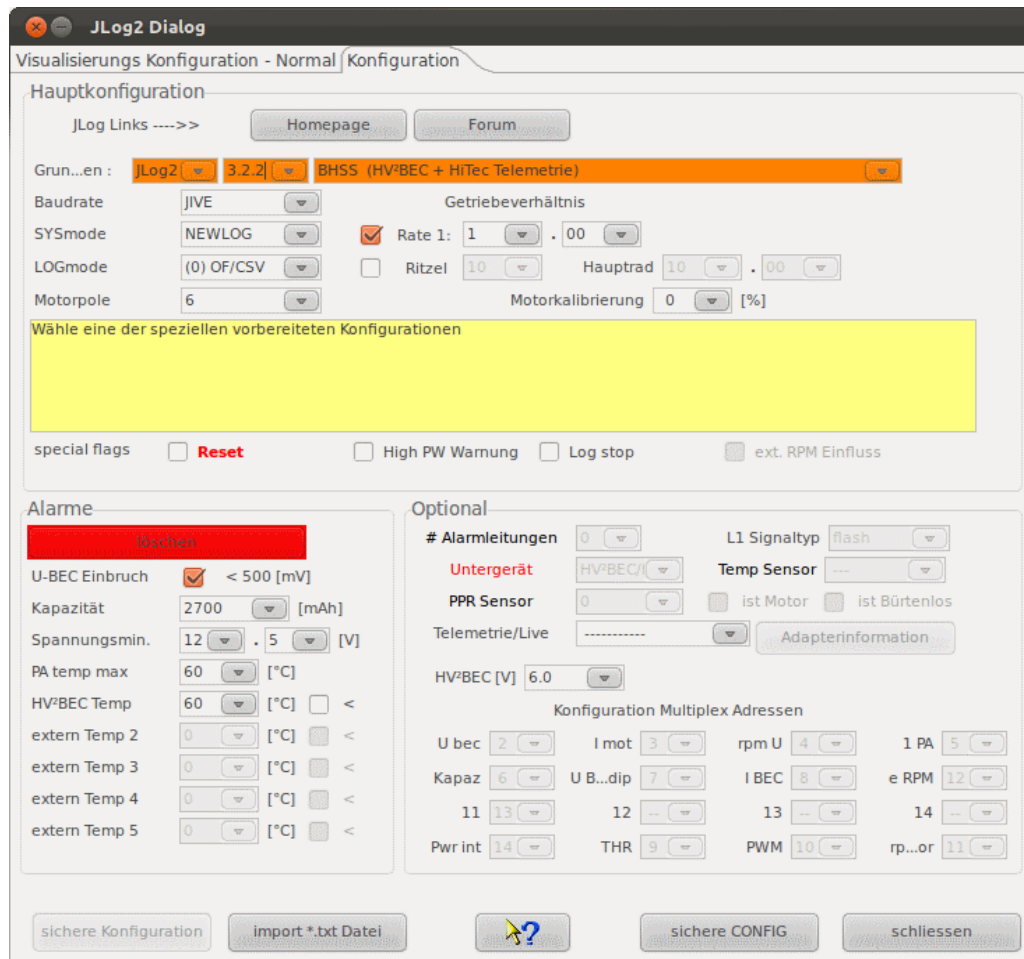 JLog2 Dialog
Visualisierungs Konfiguration - Normal Konfiguration
Hauptkonfiguration
JLog Links ---->> Homepage Forum
Grun...en : JLog2 3.2.2 BHSS (HV²BEC + HiTec Telemetrie)
Baudrate JIVE Getriebeverhältnis
SYSmode NEWLOG Rate 1: 1 . 00
LOGmode (0) OF/CSV Ritzel 10 Hauptrad 10 . 00
Motorpole 6 Motorkalibrierung 0 [%]
Wähle eine der speziellen vorbereiteten Konfigurationen
special flags Reset High PW Warnung Log stop ext. RPM Einfluss
Alarme
löschen
U-BEC Einbruch < 500 [mV]
Kapazität 2700 [mAh]
Spannungsmin. 12 . 5 [V]
PA temp max 60 [°C]
HV²BEC Temp 60 [°C] <
extern Temp 2 0 [°C] <
extern Temp 3 0 [°C] <
extern Temp 4 0 [°C] <
extern Temp 5 0 [°C] <
Optional
# Alarmleitungen 0 L1 Signaltyp flash
Untergerät HV²BEC/ Temp Sensor ---
PPR Sensor 0 ist Motor ist Bürtenlos
Telemetrie/Live ----------- Adapterinformation
HV²BEC [V] 6.0
Konfiguration Multiplex Adressen
U bec 2 I mot 3 rpm U 4 1 PA 5
Kapaz 6 U B...dip 7 I BEC 8 e RPM 12
11 13 12 -- 13 -- 14 --
Pwr int 14 THR 9 PWM 10 rp...or 11
sichere Konfiguration import *.txt Datei ? sichere CONFIG schliessen